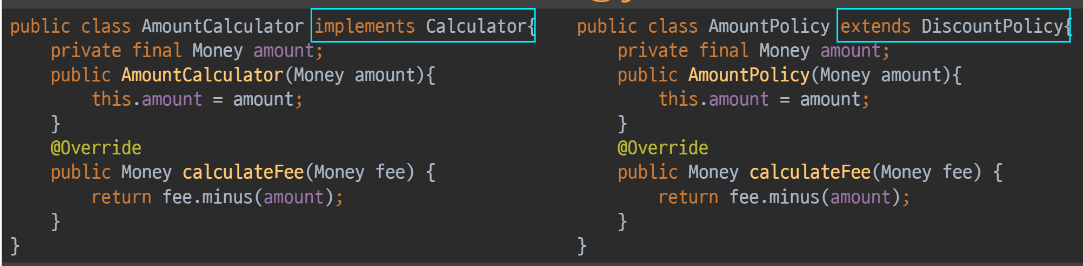 public class AmountCalculator implements Calculator{
    private final Money amount;
    public AmountCalculator(Money amount){
        this.amount = amount;
    }
    @Override
    public Money calculateFee(Money fee) {
        return fee.minus(amount);
    }
}
public class AmountPolicy extends DiscountPolicy{
    private final Money amount;
    public AmountPolicy(Money amount){
        this.amount = amount;
    }
    @Override
    public Money calculateFee(Money fee) {
        return fee.minus(amount);
    }
}